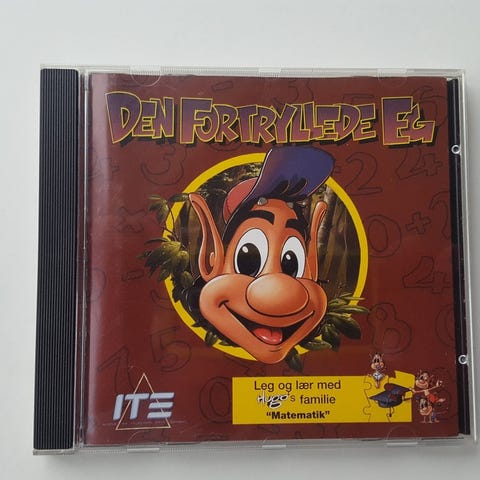 DEN FORTRYLLEDE EG
Leg og lær med
Hugo's familie
"Matematik"
ITE